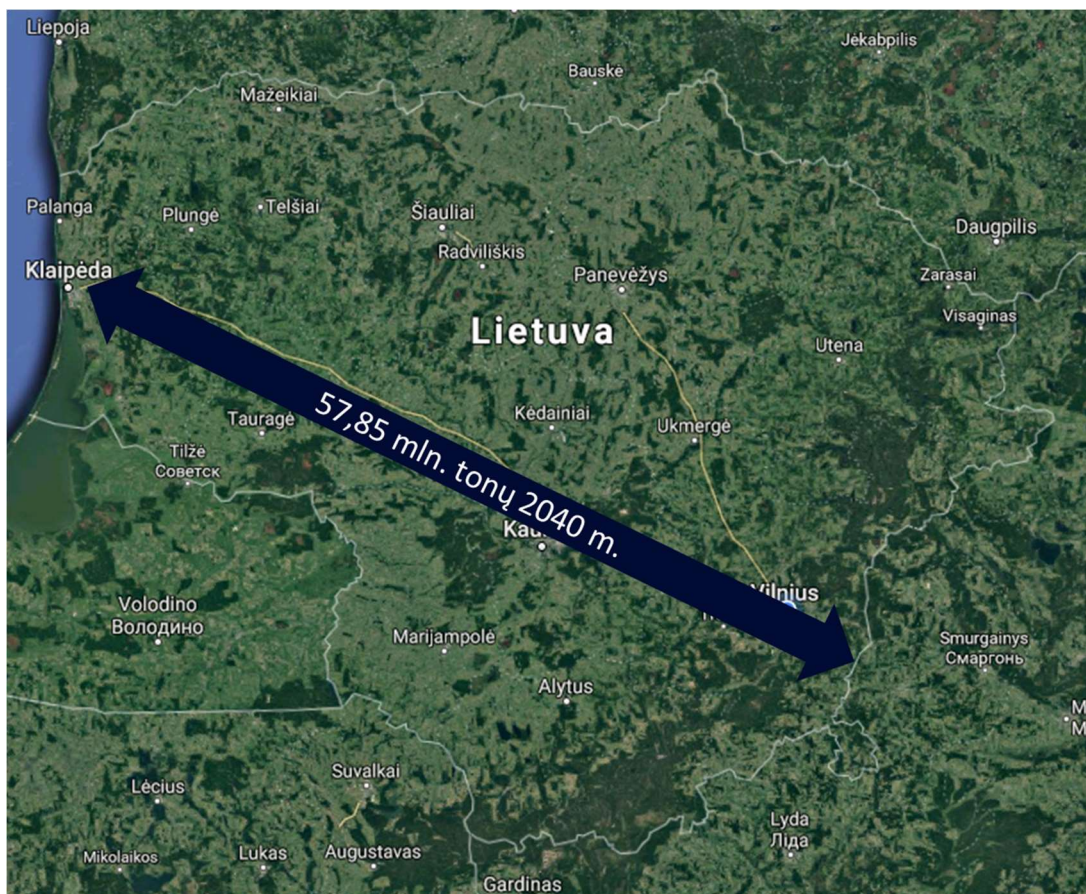 Liepoja
Jėkabpilis
Bauskė
Mažeikiai
Palanga
Plungė
Telšiai
Šiauliai
Radviliškis
Daugpilis
Klaipėda
Panevėžys
Zarasai
Visaginas
Lietuva
Utena
Tauragė
Kėdainiai
Ukmergė
Tilžė
Советск
57,85 mln. tonų 2040 m.
Vilnius
Volodino
Володино
Marijampolė
Smurgainys
Смаргонь
Alytus
Suvalkai
Lėcius
Lyda
Ліда
Mikolaikos
Lukas
Augustavas
Gardinas